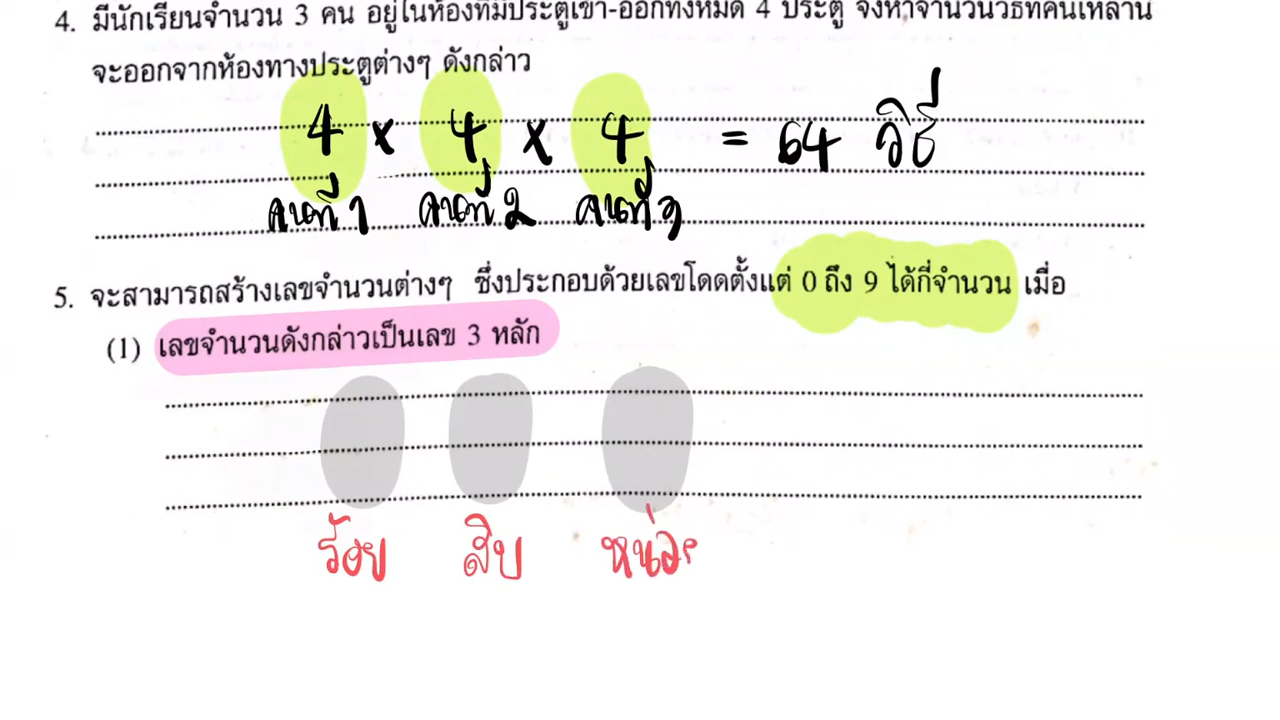 4. มีนักเรียนจำนวน 3 คน อยู่ในห้องที่มีประตูเข้า-ออกทั้งหมด 4 ประตู จงหาจำนวนวิธีที่คนเหล่านี้
จะออกจากห้องทางประตูต่างๆ ดังกล่าว
4 x 4 x 4 = 64 วิธี
คนที่ 1 คนที่ 2 คนที่ 3
5. จะสามารถสร้างเลขจำนวนต่างๆ ซึ่งประกอบด้วยเลขโดดตั้งแต่ 0 ถึง 9 ได้กี่จำนวน เมื่อ
(1) เลขจำนวนดังกล่าวเป็นเลข 3 หลัก
ร้อย สิบ